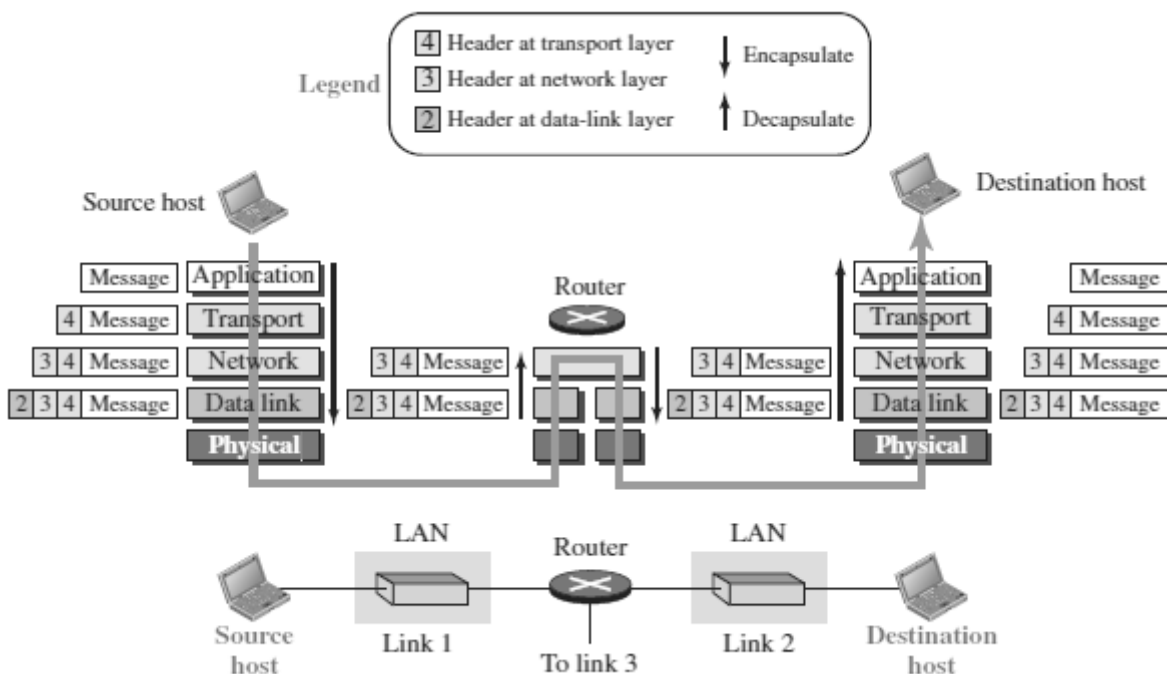 4 Header at transport layer
Encapsulate
Legend
3 Header at network layer
2 Header at data-link layer
Decapsulate
Source host
Destination host
Message Application
Router
Application Message
4 Message Transport
Transport 4 Message
3 4 Message Network
3 4 Message
3 4 Message
Network 3 4 Message
2 3 4 Message Data link
2 3 4 Message
2 3 4 Message
Data link 2 3 4 Message
Physical
Physical
LAN
Router
LAN
Source host
Link 1
To link 3
Link 2
Destination host